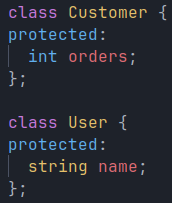 class Customer {
protected:
  int orders;
};

class User {
protected:
  string name;
};